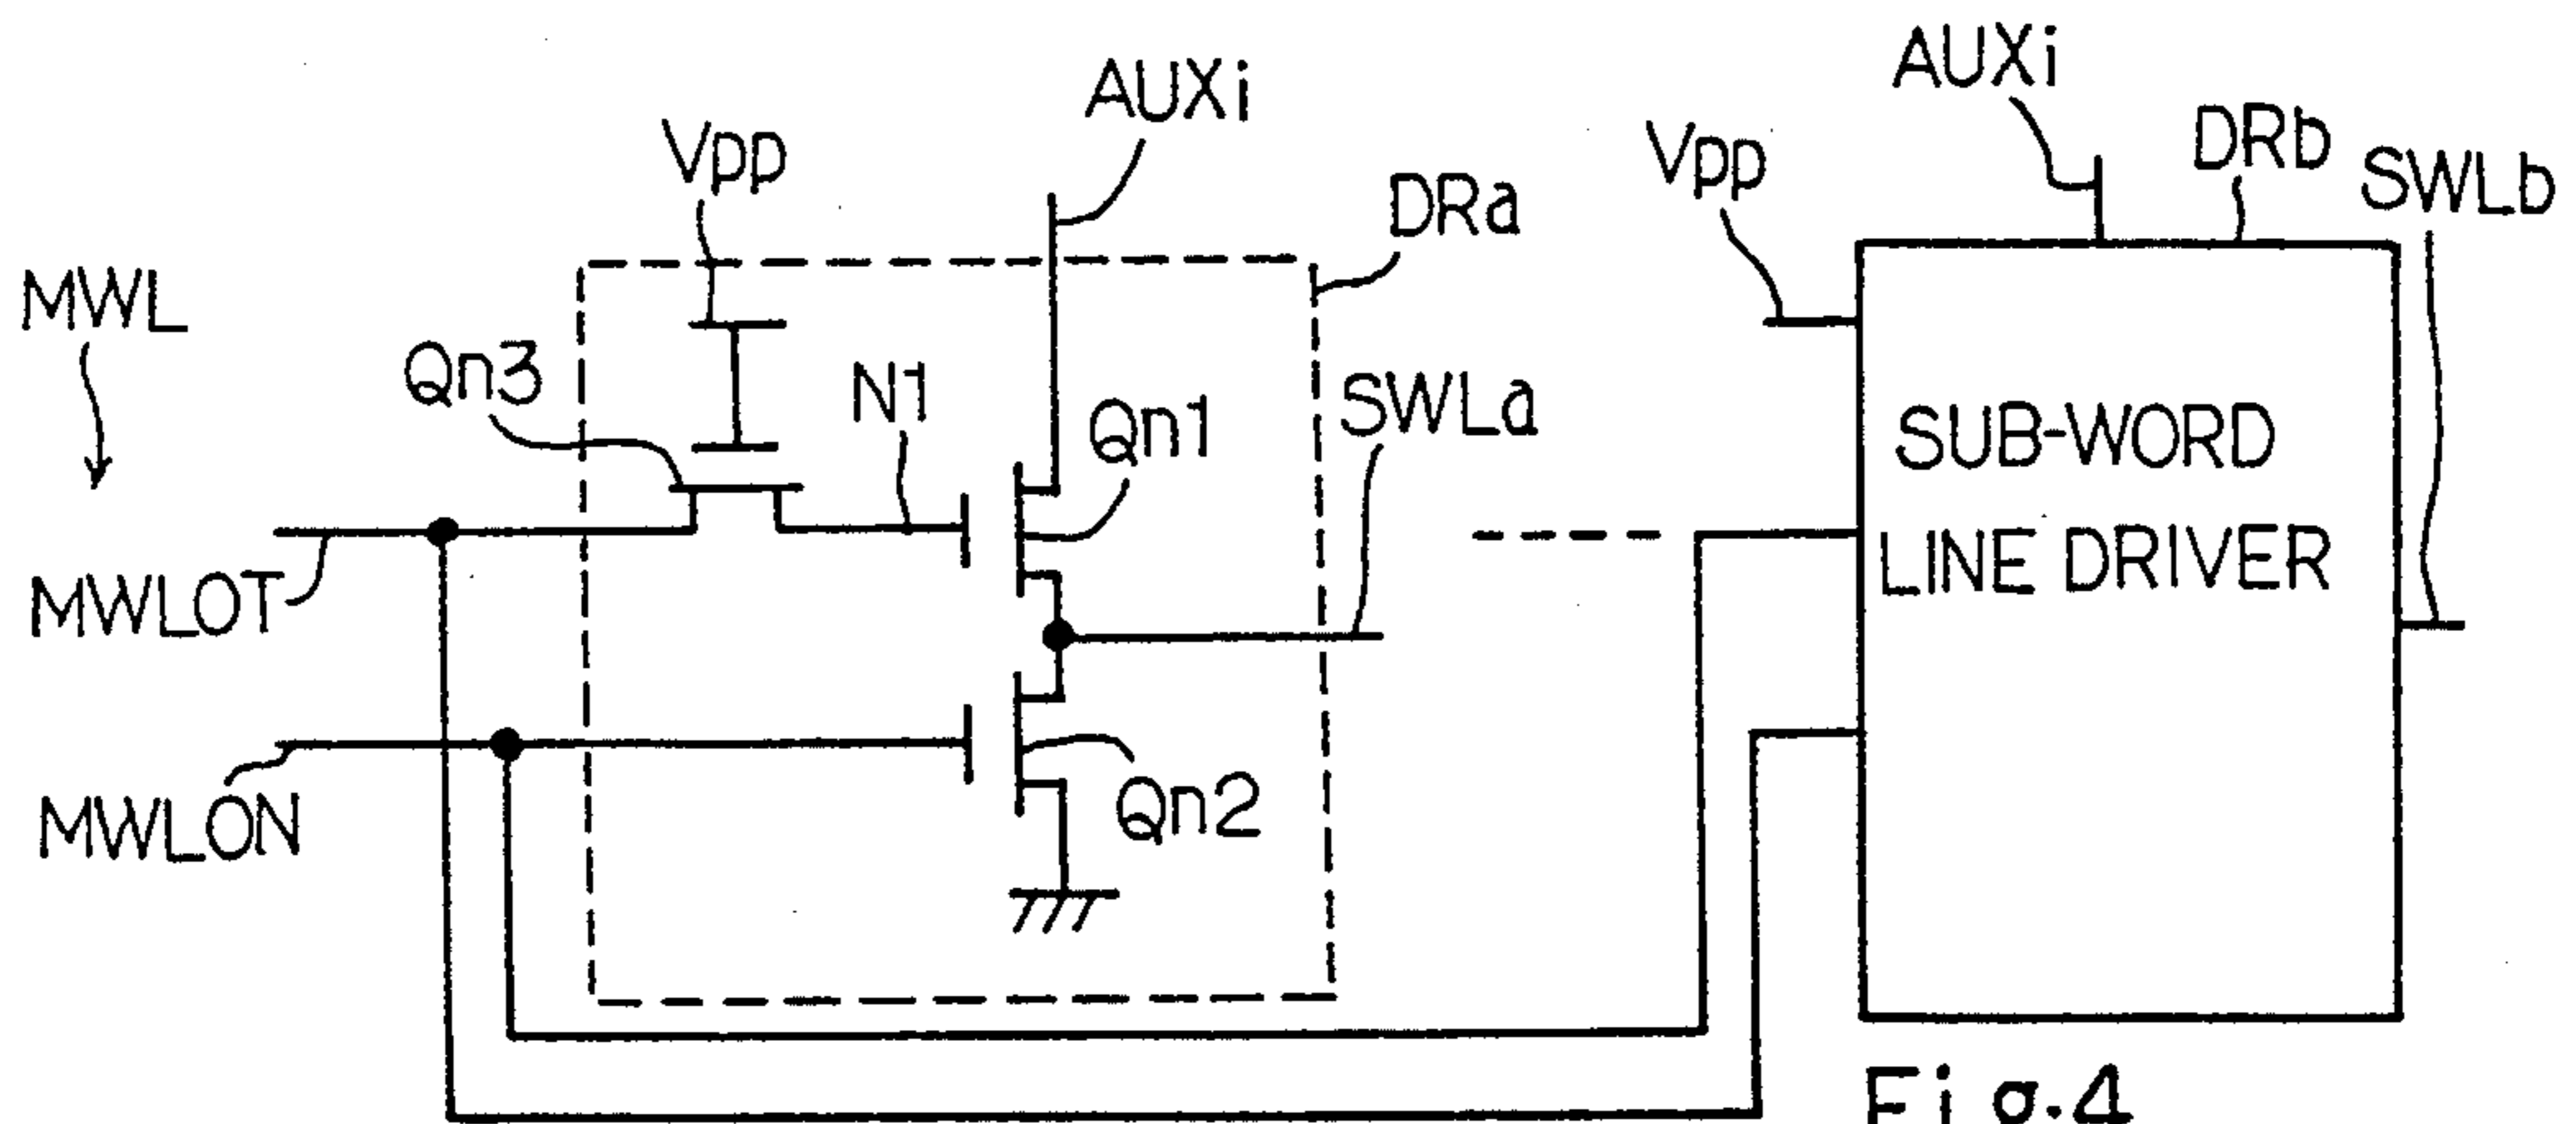 AUXi
AUXi
Vpp
Vpp
DRb
DRa
SWLb
MWL
Qn3
N1
Qn1
SWLa
SUB-WORD
LINE DRIVER
MWLOT
MWLON
Qn2
Fig.4